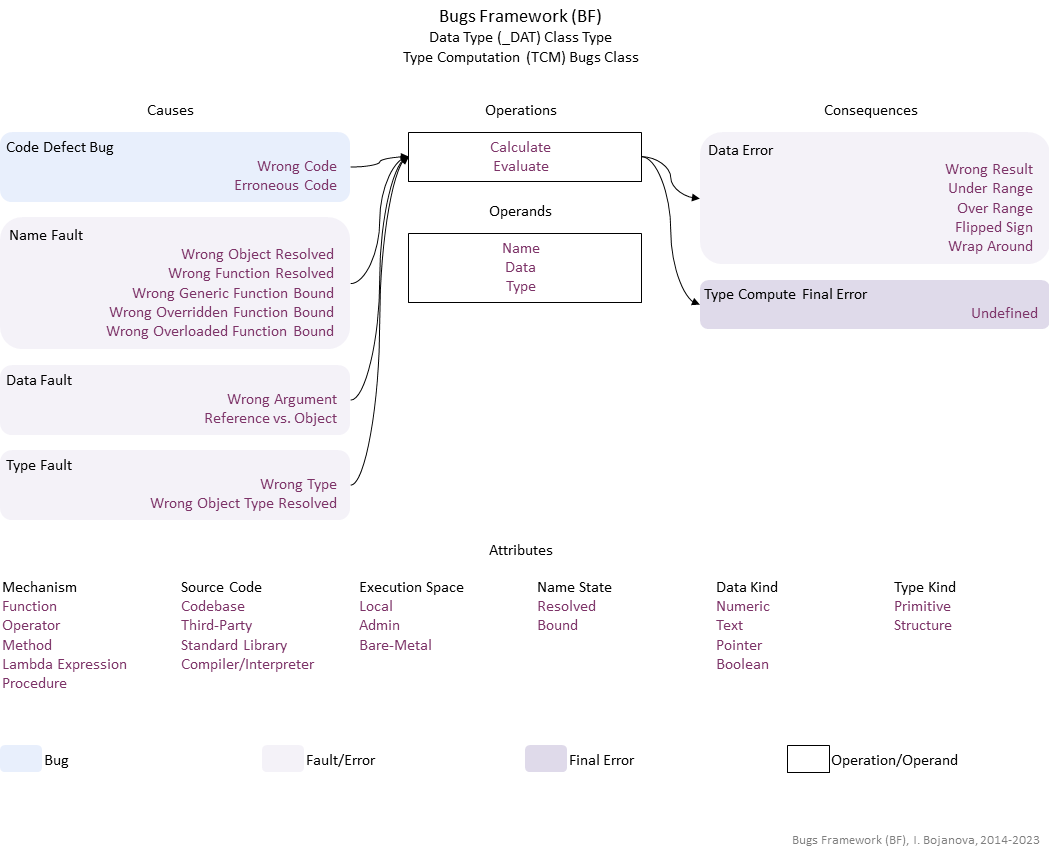 Bugs Framework (BF)
Data Type (_DAT) Class Type
Type Computation (TCM) Bugs Class
Causes
Code Defect Bug
Wrong Code
Erroneous Code
Name Fault
Wrong Object Resolved
Wrong Function Resolved
Wrong Generic Function Bound
Wrong Overridden Function Bound
Wrong Overloaded Function Bound
Data Fault
Wrong Argument
Reference vs. Object
Type Fault
Wrong Type
Wrong Object Type Resolved
Operations
Calculate
Evaluate
Operands
Name
Data
Type
Consequences
Data Error
Wrong Result
Under Range
Over Range
Flipped Sign
Wrap Around
Type Compute Final Error
Undefined
Attributes
Mechanism
Function
Operator
Method
Lambda Expression
Procedure
Source Code
Codebase
Third-Party
Standard Library
Compiler/Interpreter
Execution Space
Local
Admin
Bare-Metal
Name State
Resolved
Bound
Data Kind
Numeric
Text
Pointer
Boolean
Type Kind
Primitive
Structure
Bug
Fault/Error
Final Error
Operation/Operand
Bugs Framework (BF), I. Bojanova, 2014-2023